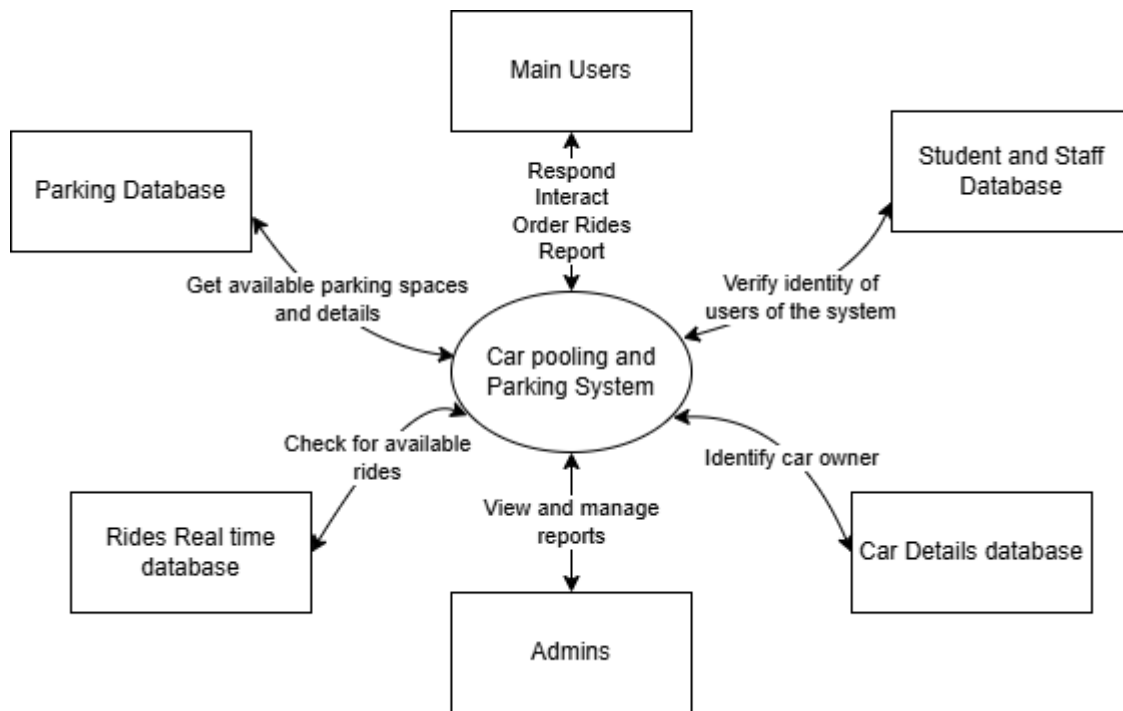 Main Users
Student and Staff
Database
Parking Database
Respond
Interact
Order Rides
Report
Get available parking spaces
and details
Verify identity of
users of the system
Car pooling and
Parking System
Check for available
rides
Identify car owner
View and manage
reports
Rides Real time
database
Car Details database
Admins